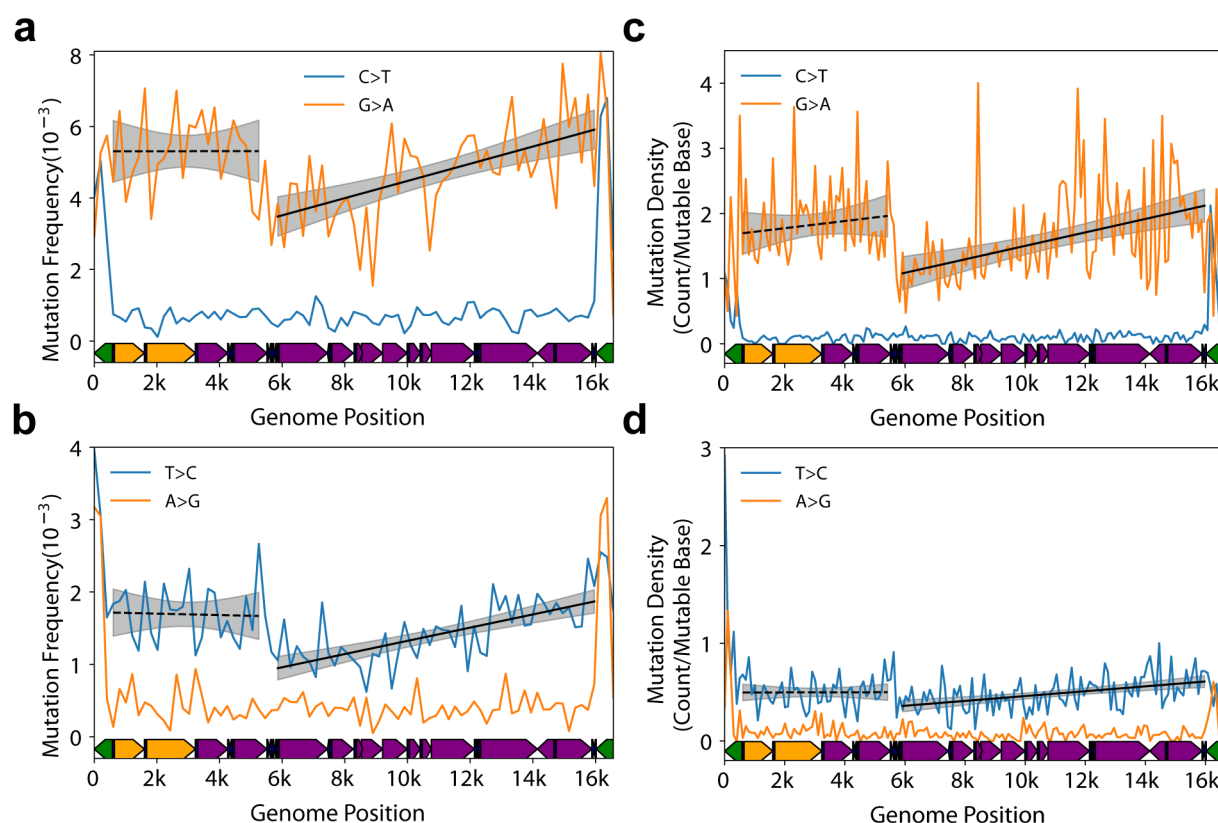 a
Mutation Frequency(10⁻³)
8
6
4
2
0
C>T
G>A
0 2k 4k 6k 8k 10k 12k 14k 16k
Genome Position
b
Mutation Frequency(10⁻³)
4
3
2
1
0
T>C
A>G
0 2k 4k 6k 8k 10k 12k 14k 16k
Genome Position
c
Mutation Density
(Count/Mutable Base)
4
3
2
1
0
C>T
G>A
0 2k 4k 6k 8k 10k 12k 14k 16k
Genome Position
d
Mutation Density
(Count/Mutable Base)
3
2
1
0
T>C
A>G
0 2k 4k 6k 8k 10k 12k 14k 16k
Genome Position